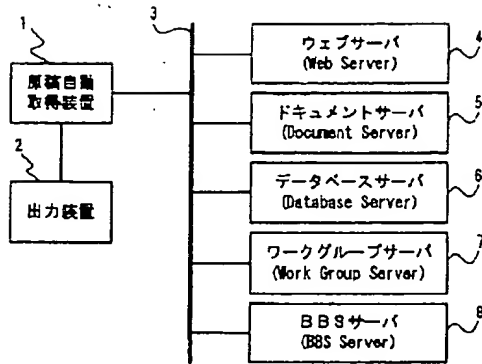 1
原稿自動
取得装置
2
出力装置
3
ウェブサーバ
(Web Server)
4
ドキュメントサーバ
(Document Server)
5
データベースサーバ
(Database Server)
6
ワークグループサーバ
(Work Group Server)
7
BBSサーバ
(BBS Server)
8